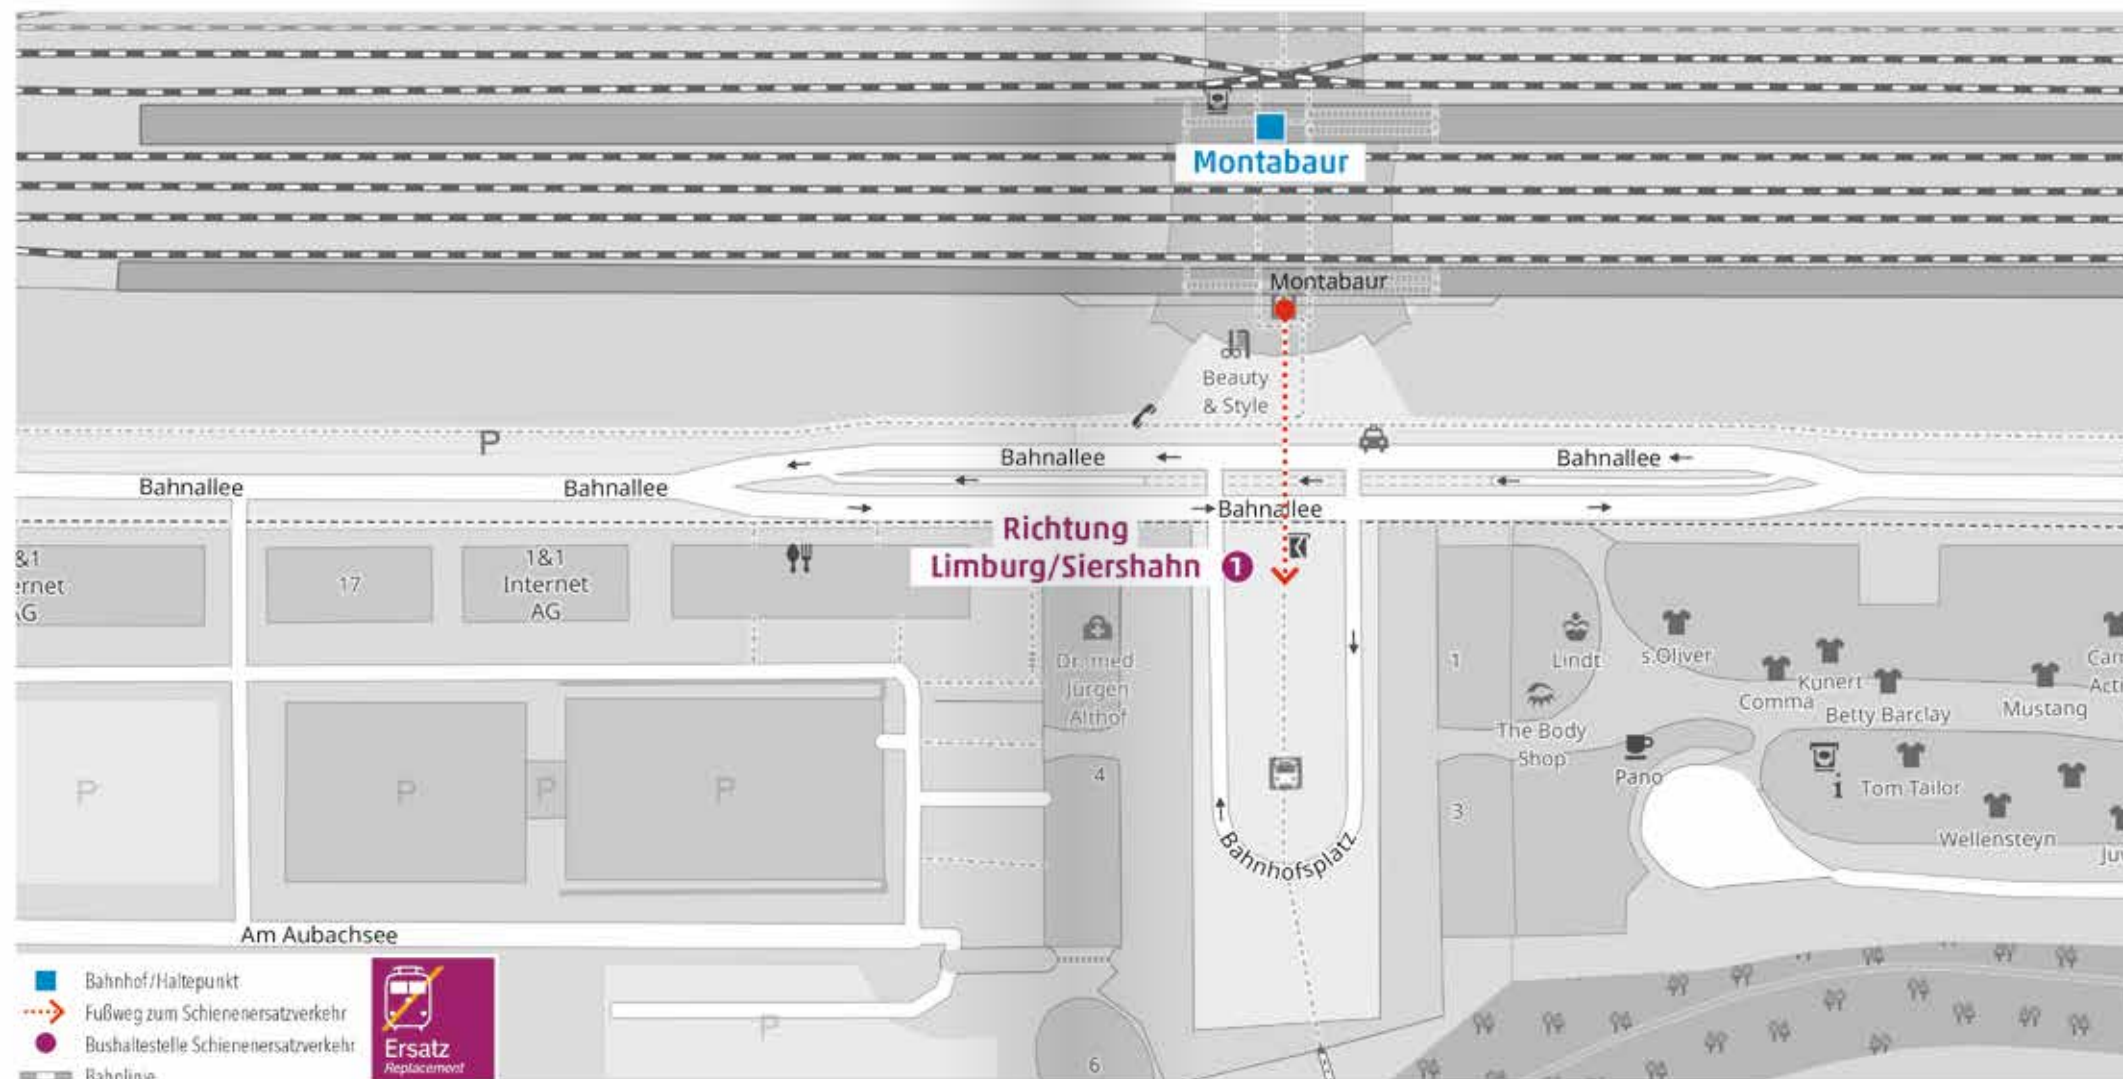 Montabaur
Montabaur
Beauty
& Style
P
Bahnallee
Bahnallee
Bahnallee
Bahnallee
Bahnallee
Richtung
Limburg/Siershahn 1
&1
ernet
AG
17
1&1
Internet
AG
Dr. med
Jürgen
Althof
4
1
3
Lindt
The Body
Shop
s.Oliver
Comma
Kunert
Betty Barclay
Mustang
Pano
i
Tom Tailor
Wellensteyn
P
P
P
P
Bahnhofsplatz
Am Aubachsee
P
6
Bahnhof/Haltepunkt
Fußweg zum Schienenersatzverkehr
Bushaltestelle Schienenersatzverkehr
Bahnlinie
Ersatz
Replacement